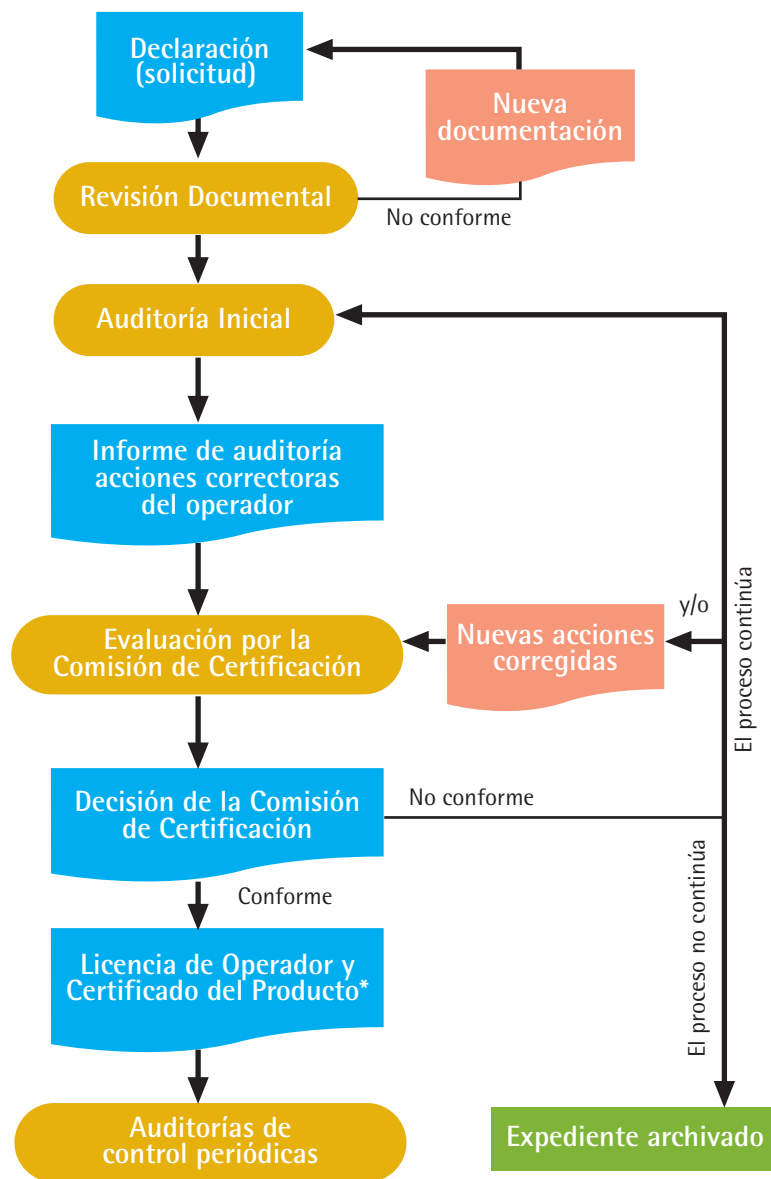 Declaración
(solicitud)
Nueva
documentación
Revisión Documental
No conforme
Auditoría Inicial
Informe de auditoría
acciones correctoras
del operador
Evaluación por la
Comisión de Certificación
y/o
Nuevas acciones
corregidas
El proceso continúa
Decisión de la Comisión
de Certificación
No conforme
Conforme
El proceso no continúa
Licencia de Operador y
Certificado del Producto*
Auditorías de
control periódicas
Expediente archivado